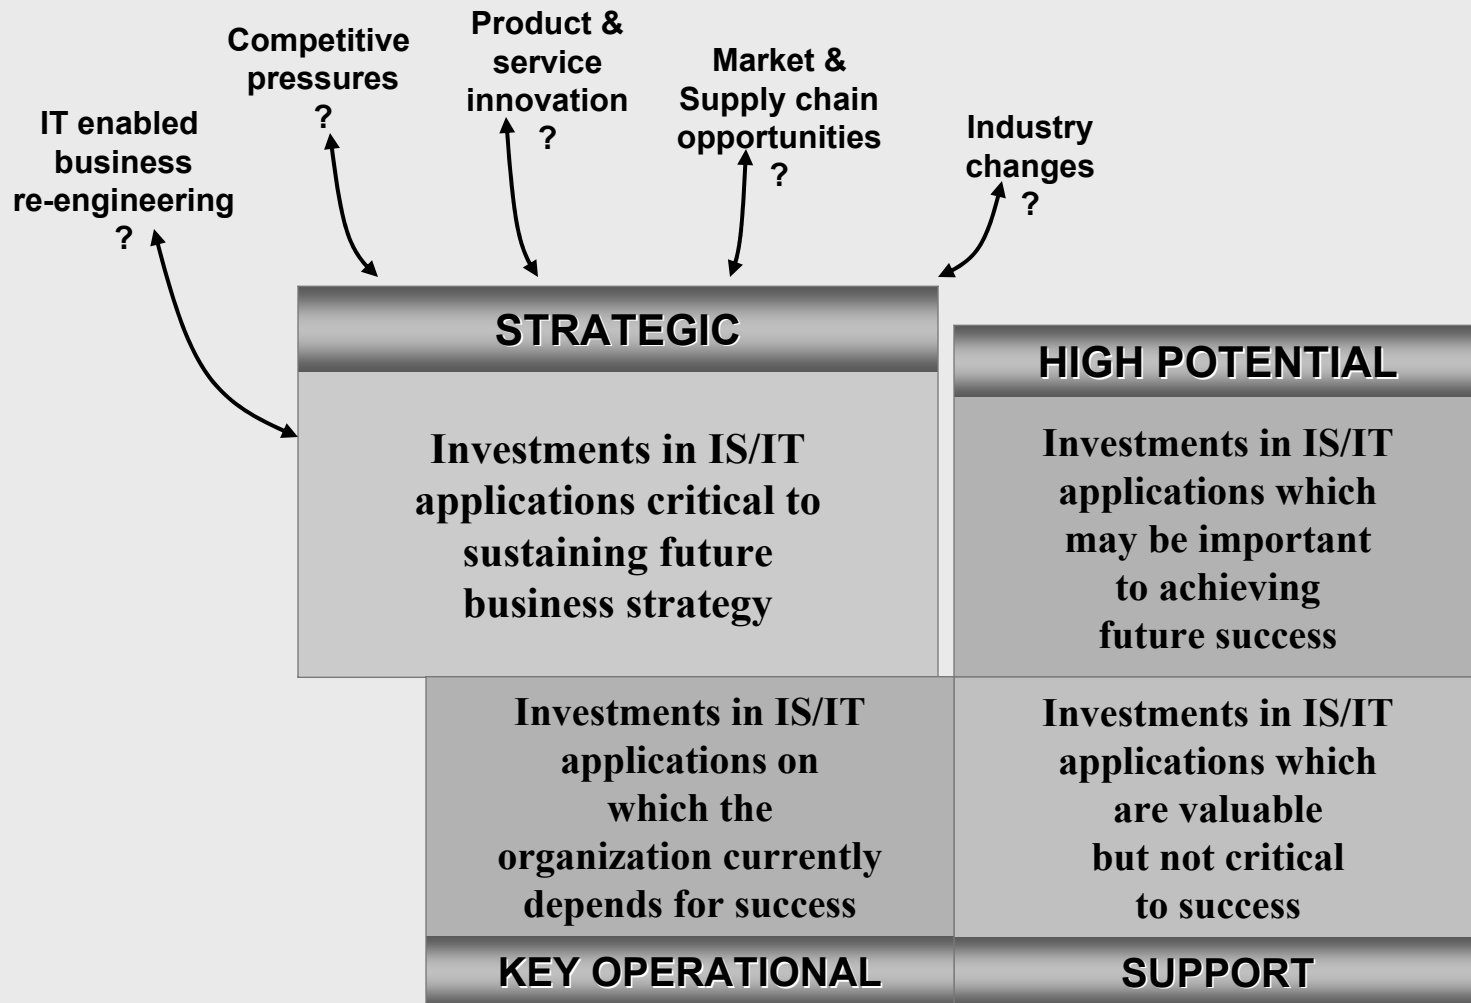 IT enabled
business
re-engineering
?
Competitive
pressures
?
Product &
service
innovation
?
Market &
Supply chain
opportunities
?
Industry
changes
?
STRATEGIC
Investments in IS/IT
applications critical to
sustaining future
business strategy
HIGH POTENTIAL
Investments in IS/IT
applications which
may be important
to achieving
future success
Investments in IS/IT
applications on
which the
organization currently
depends for success
KEY OPERATIONAL
Investments in IS/IT
applications which
are valuable
but not critical
to success
SUPPORT